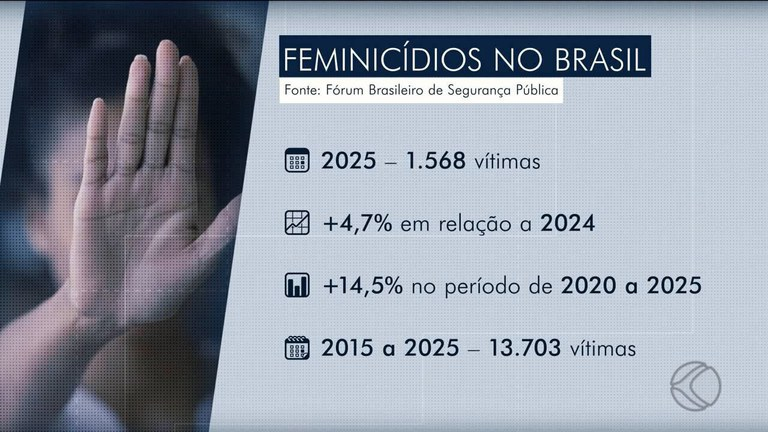 FEMINICÍDIOS NO BRASIL
Fonte: Fórum Brasileiro de Segurança Pública
2025 – 1.568 vítimas
+4,7% em relação a 2024
+14,5% no período de 2020 a 2025
2015 a 2025 – 13.703 vítimas